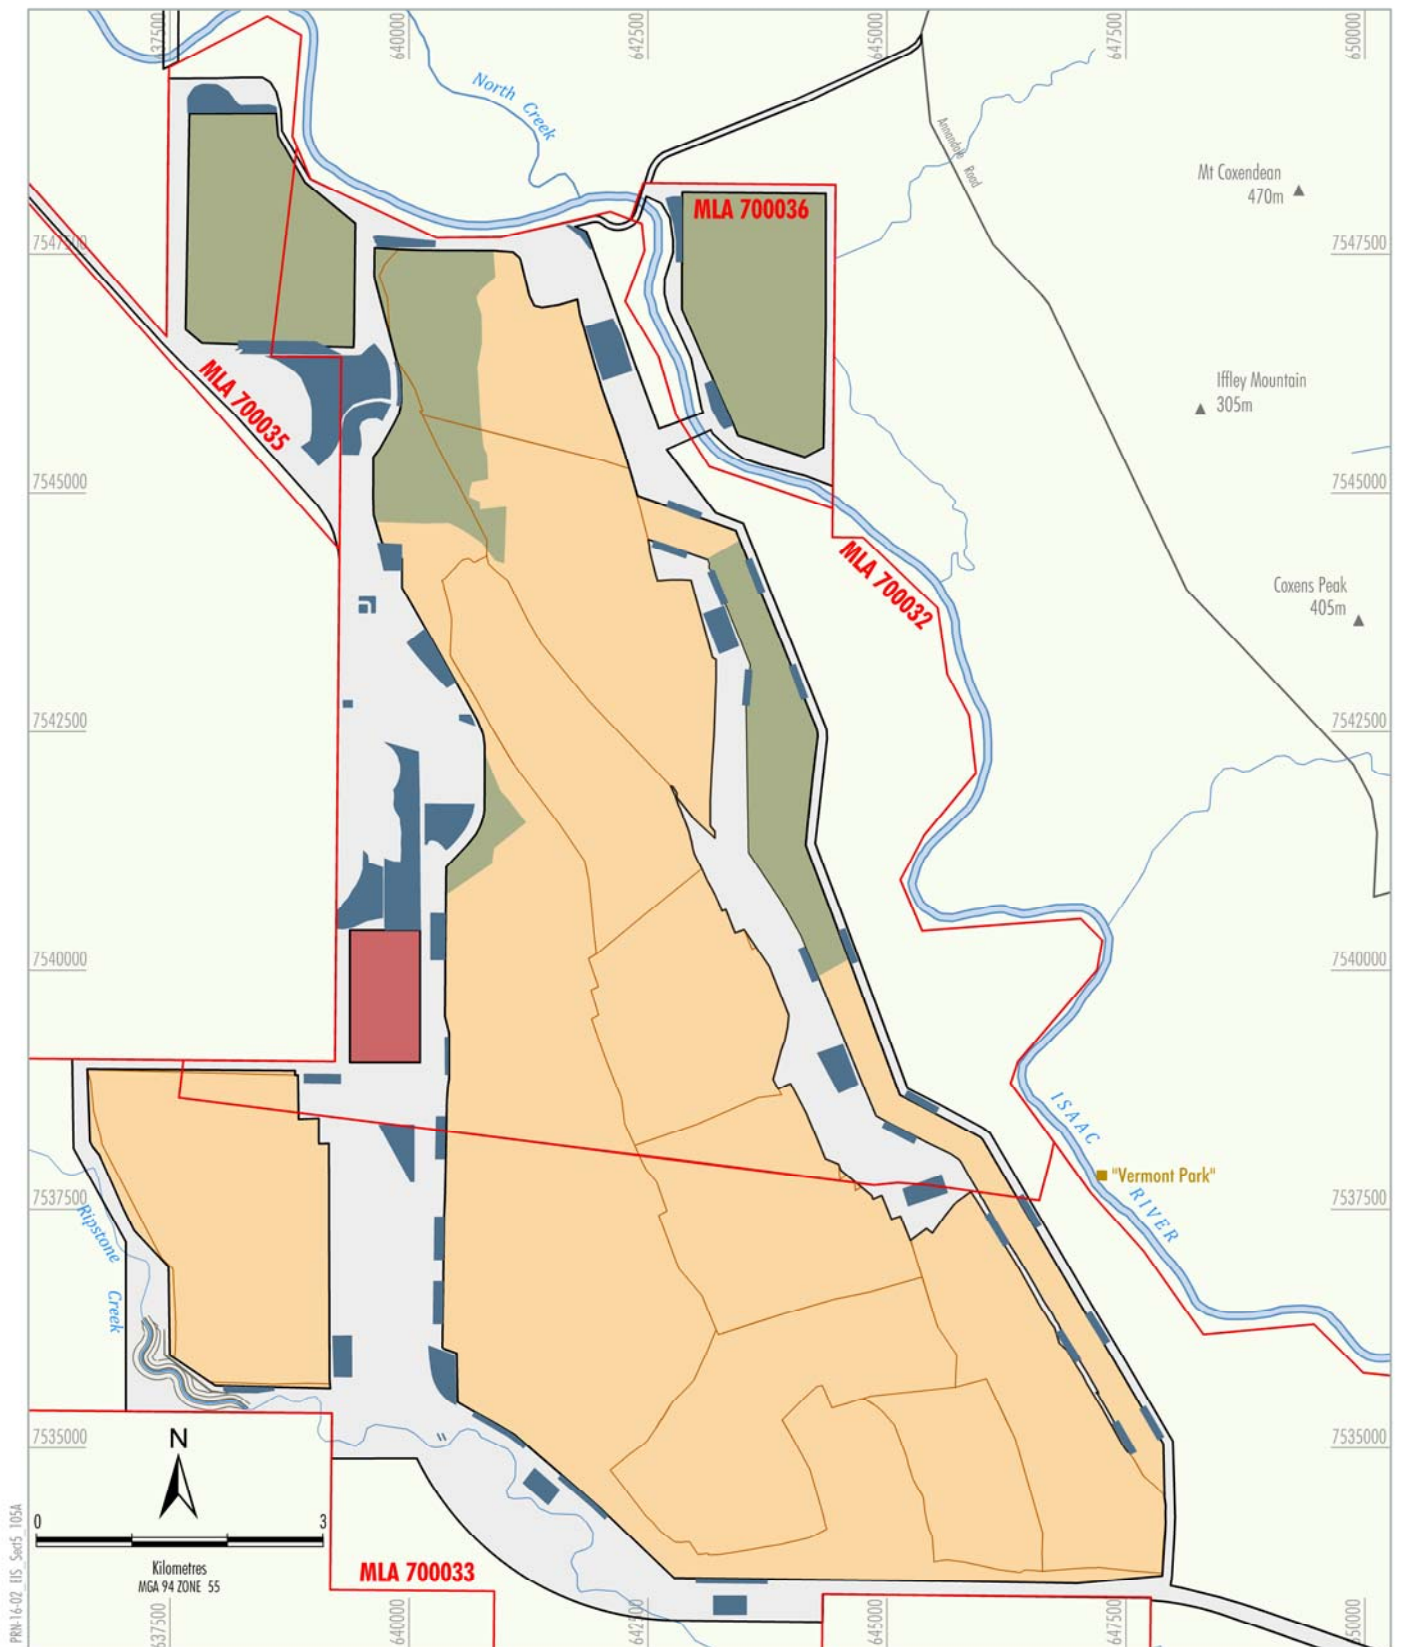 637500
640000
642500
645000
647500
650000
North Creek
Annandale Road
Mt Coxendean
470m
MLA 700036
7547500
7547500
Iffley Mountain
305m
MLA 700035
7545000
7545000
MLA 700032
Coxens Peak
405m
7542500
7542500
7540000
7540000
ISAAC RIVER
"Vermont Park"
7537500
7537500
Ripstone
Creek
7535000
7535000
N
0 3
Kilometres
MGA 94 ZONE 55
MLA 700033
PRN-16-02_EIS_Sect5_105A
637500
640000
642500
645000
647500
650000